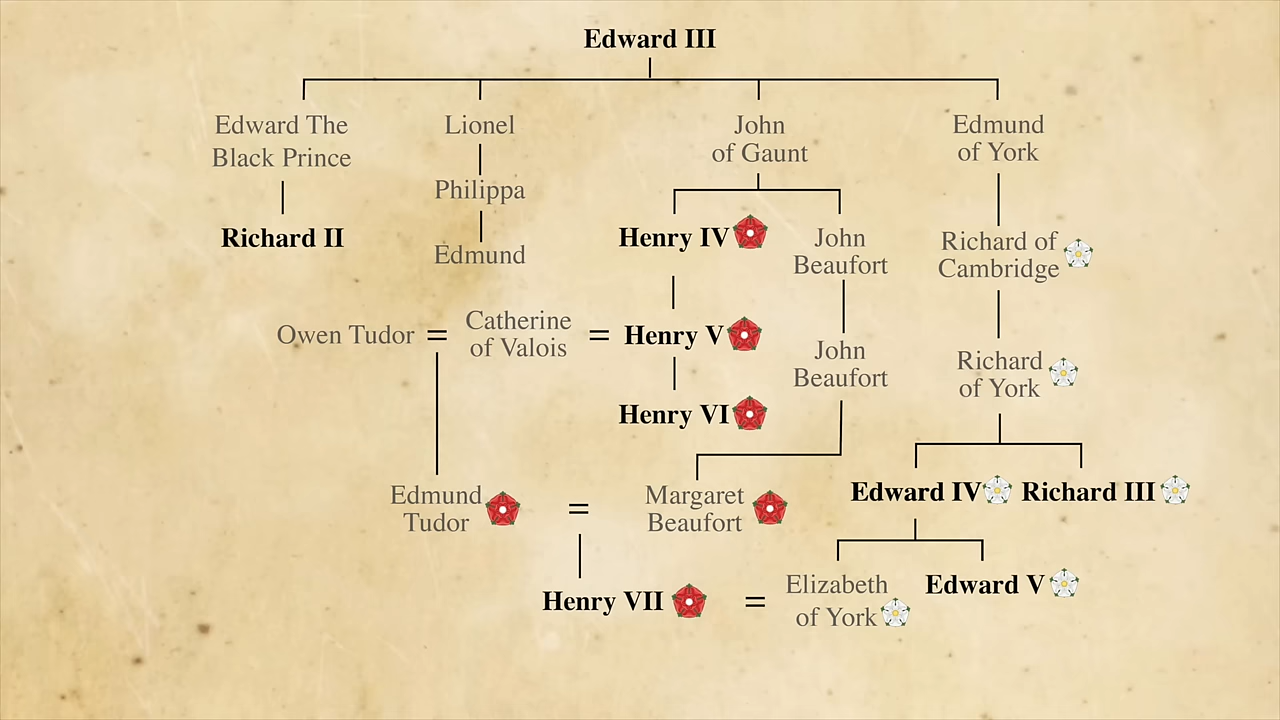 Edward III
Edward The
Black Prince
Lionel
John
of Gaunt
Edmund
of York
Philippa
Richard II
Edmund
Henry IV
John
Beaufort
Richard of
Cambridge
Owen Tudor
=
Catherine
of Valois
=
Henry V
John
Beaufort
Richard
of York
Henry VI
Edmund
Tudor
=
Margaret
Beaufort
Edward IV
Richard III
Henry VII
=
Elizabeth
of York
Edward V